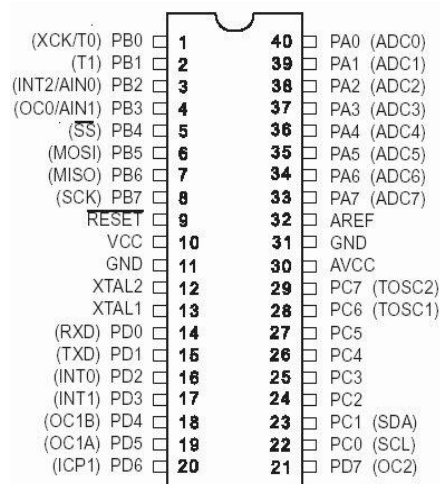 (XCK/T0) PB0 1 40 PA0 (ADC0)
(T1) PB1 2 39 PA1 (ADC1)
(INT2/AIN0) PB2 3 38 PA2 (ADC2)
(OC0/AIN1) PB3 4 37 PA3 (ADC3)
(SS) PB4 5 36 PA4 (ADC4)
(MOSI) PB5 6 35 PA5 (ADC5)
(MISO) PB6 7 34 PA6 (ADC6)
(SCK) PB7 8 33 PA7 (ADC7)
RESET 9 32 AREF
VCC 10 31 GND
GND 11 30 AVCC
XTAL2 12 29 PC7 (TOSC2)
XTAL1 13 28 PC6 (TOSC1)
(RXD) PD0 14 27 PC5
(TXD) PD1 15 26 PC4
(INT0) PD2 16 25 PC3
(INT1) PD3 17 24 PC2
(OC1B) PD4 18 23 PC1 (SDA)
(OC1A) PD5 19 22 PC0 (SCL)
(ICP1) PD6 20 21 PD7 (OC2)